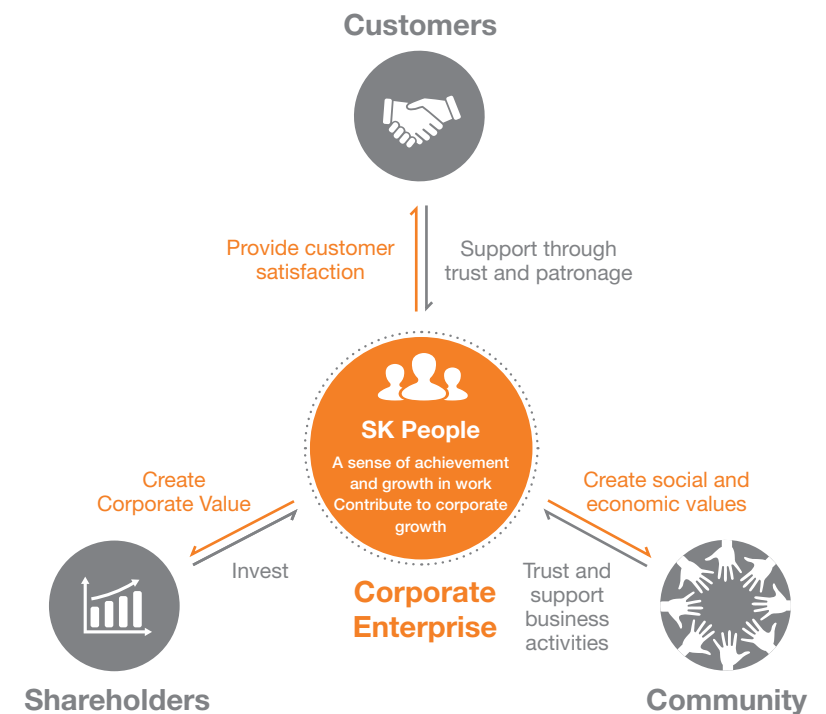 Customers
Provide customer
satisfaction
Support through
trust and patronage
SK People
A sense of achievement
and growth in work
Contribute to corporate
growth
Create
Corporate Value
Invest
Create social and
economic values
Trust and
support
business
activities
Corporate
Enterprise
Shareholders
Community